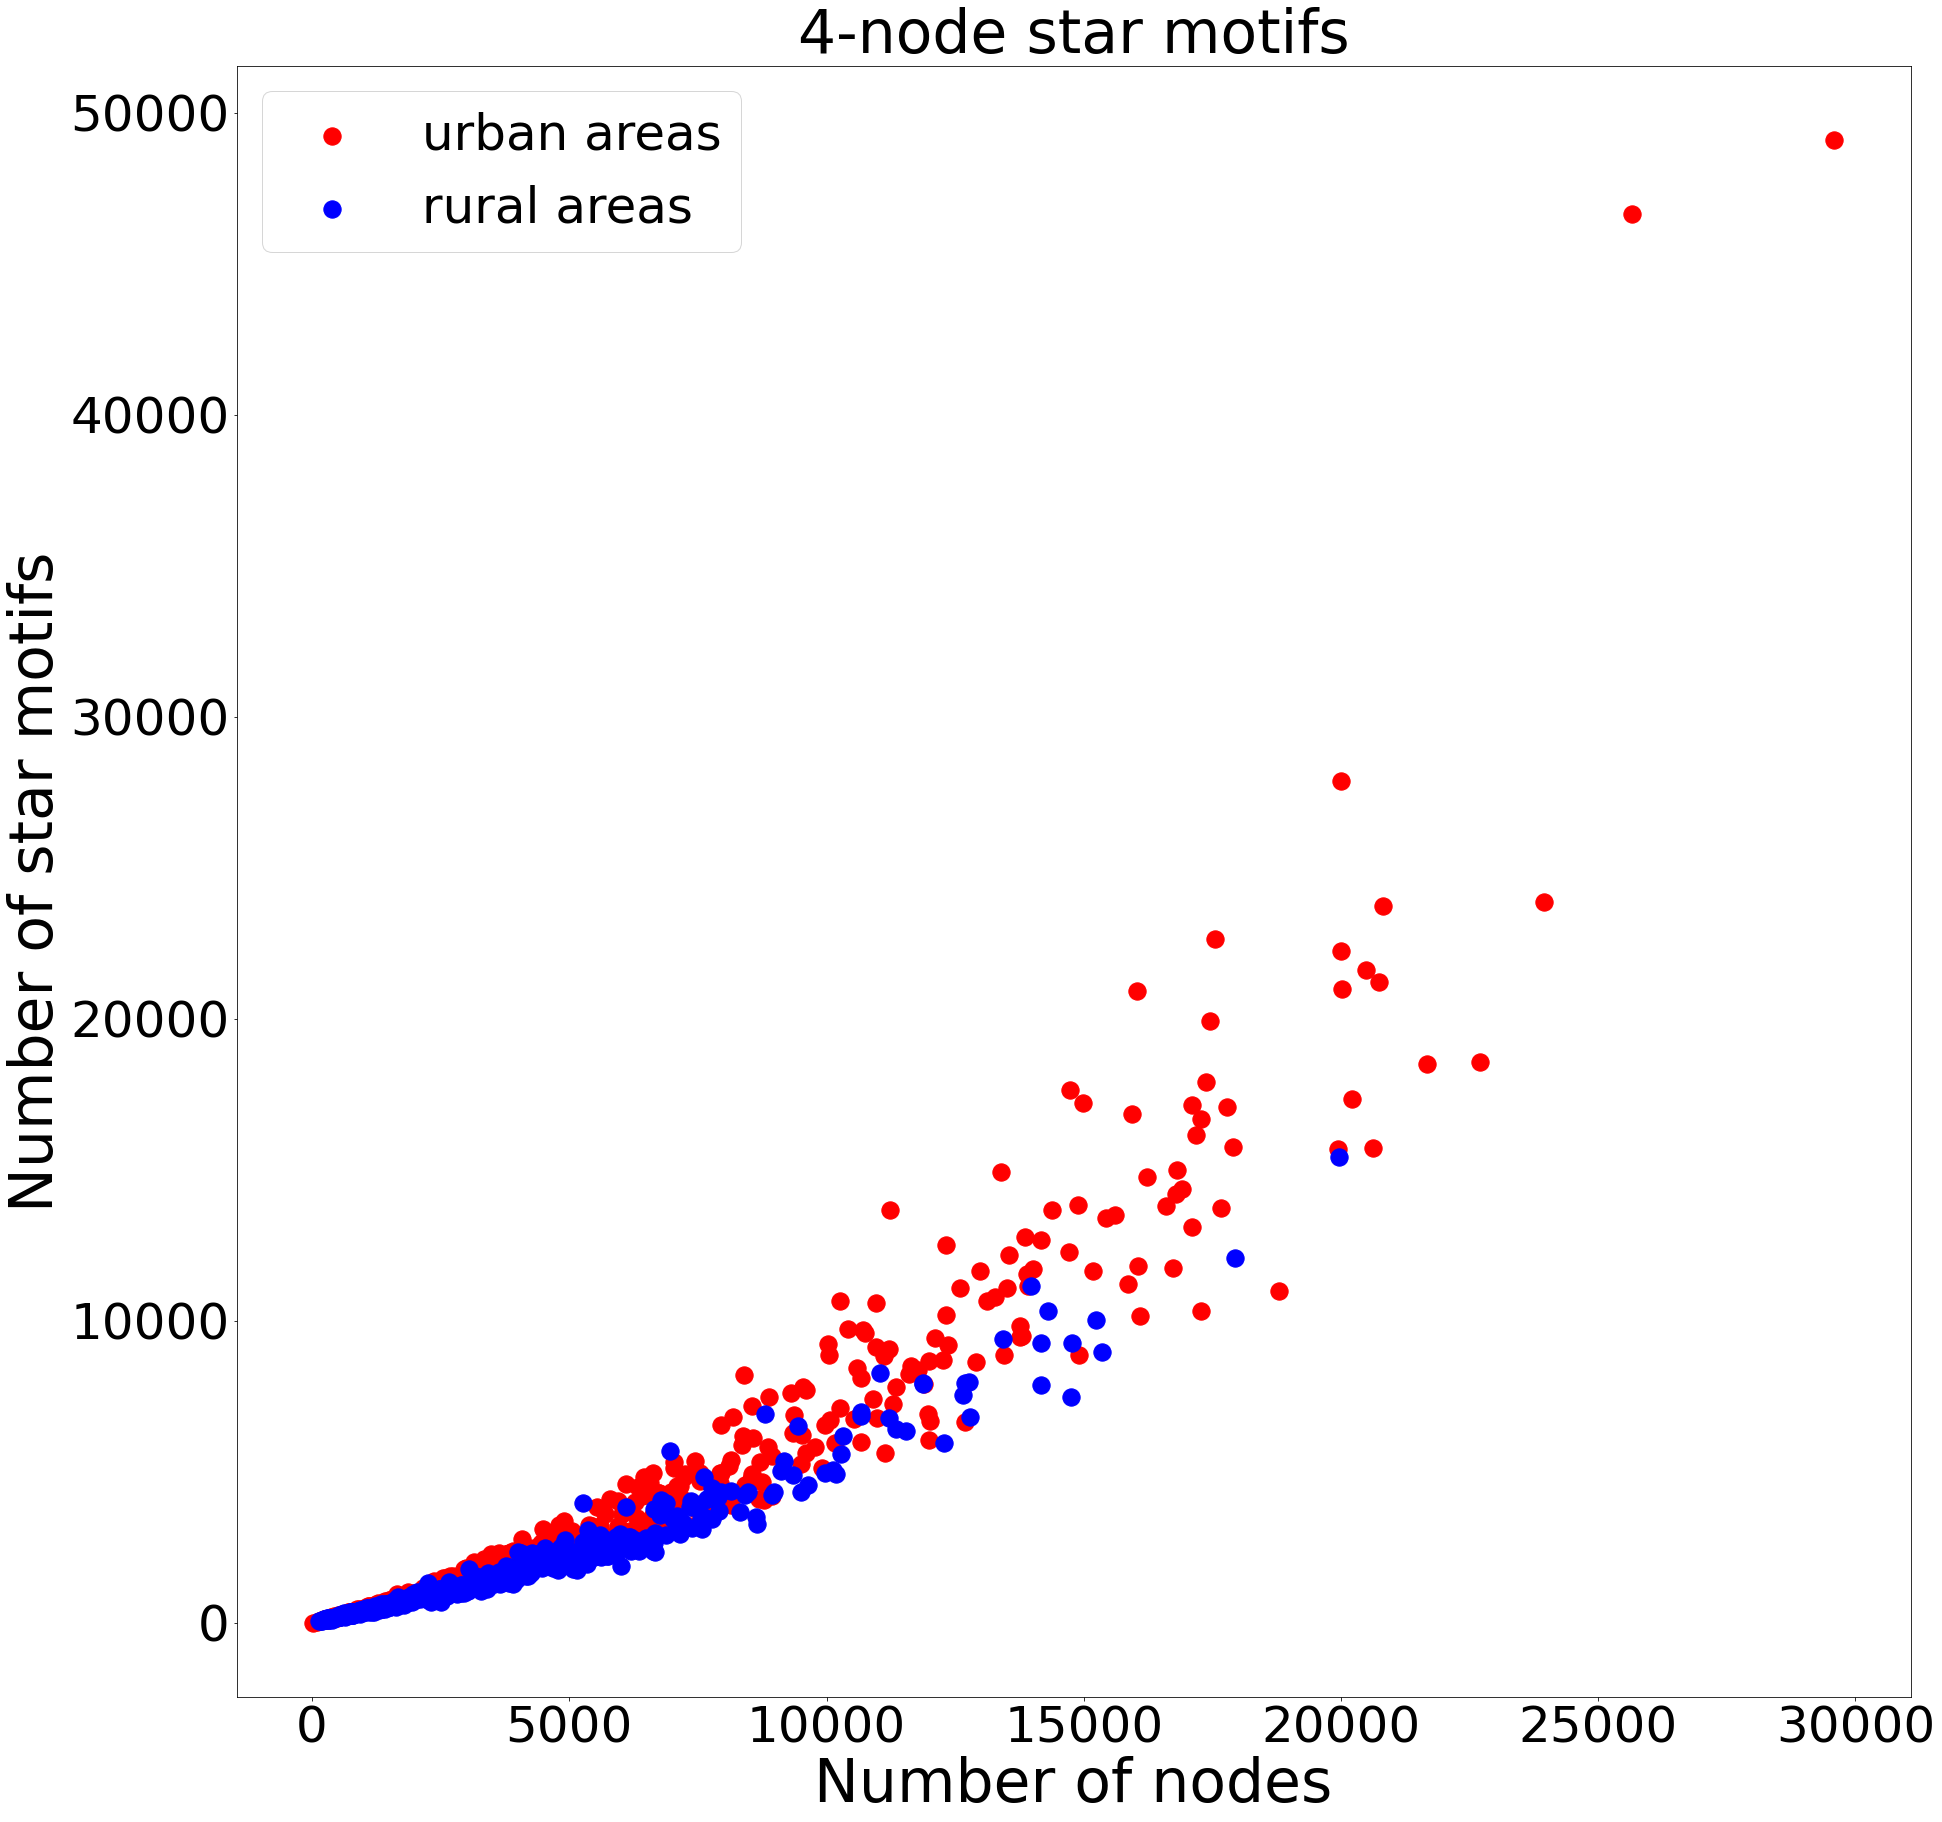 4-node star motifs
urban areas
rural areas
50000
40000
30000
20000
10000
0
Number of star motifs
0 5000 10000 15000 20000 25000 30000
Number of nodes